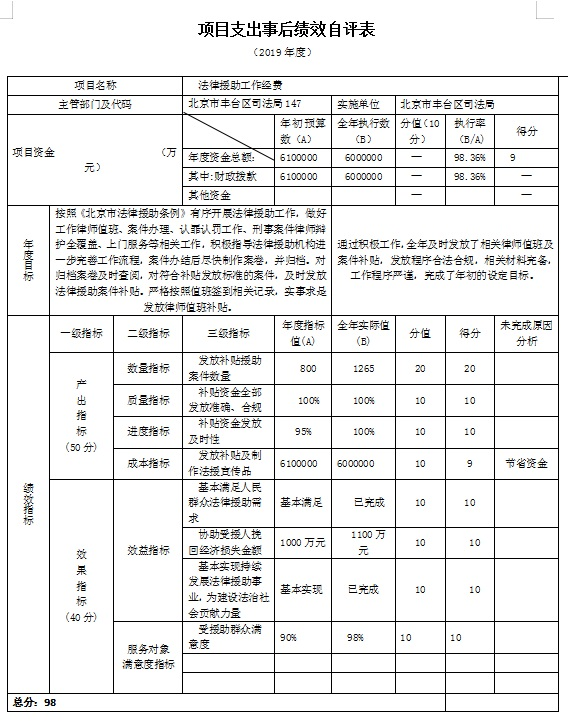 项目支出事后绩效自评表
（2019 年度）
项目名称 法律援助工作经费
主管部门及代码 北京市丰台区司法局 147 实施单位 北京市丰台区司法局
项目资金 （万
元）
年初预算
数（A）
全年执行数
（B）
分值（10
分）
执行率
（B/A）
得分
年度资金总额： 6100000 6000000 — 98.36% 9
其中:财政拨款 6100000 6000000 — 98.36% —
其他资金 — —
年度目标
按照《北京市法律援助条例》有序开展法律援助工作，做好
工作律师值班、案件办理、认罪认罚工作、刑事案件律师辩
护全覆盖、上门服务等相关工作，积极指导法律援助机构进
一步完善工作流程，案件办结后尽快制作案卷，并归档。对
归档案卷及时查阅，对符合补贴发放标准的案件，及时发放
法律援助案件补贴。严格按照值班签到相关记录，实事求是
发放律师值班补贴。
通过积极工作,全年及时发放了相关律师值班及
案件补贴，发放程序合法合规，相关材料完备，
工作程序严谨，完成了年初的设定目标。
绩效指标
一级指标 二级指标 三级指标
年度指标
值(A)
全年实际值
(B)
分值 得分
未完成原因
分析
产
出
指
标
（50 分）
数量指标
发放补贴援助
案件数量
800 1265 20 20
质量指标
补贴资金全部
发放准确、合规
100% 100% 10 10
进度指标
补贴资金发放
及时性
95% 100% 10 10
成本指标
发放补贴及制
作法援宣传品
6100000 6000000 10 9 节省资金
效
果
指
标
（40 分）
效益指标
基本满足人民
群众法律援助需
求
基本满足 已完成 10 10
协助受援人挽
回经济损失金额
1000 万元
1100 万
元
10 10
基本实现持续
发展法律援助事
业，为建设法治社
会贡献力量
基本实现 已完成 10 10
服务对象
满意度指标
受援助群众满
意度
90% 98% 10 10
总分：98